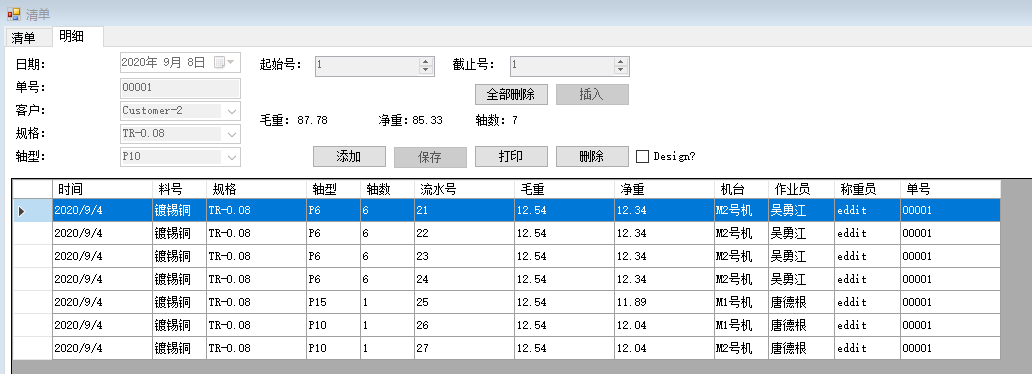 清单
清单 明细
日期： 2020年 9月 8日 起始号： 1 截止号： 1
单号： 00001 全部删除 插入
客户： Customer-2
毛重：87.78 净重：85.33 轴数：7
规格： TR-0.08
轴型： P10 添加 保存 打印 删除 Design?
时间 料号 规格 轴型 轴数 流水号 毛重 净重 机台 作业员 称重员 单号
2020/9/4 镀锡铜 TR-0.08 P6 6 21 12.54 12.34 M2号机 吴勇江 eddit 00001
2020/9/4 镀锡铜 TR-0.08 P6 6 22 12.54 12.34 M2号机 吴勇江 eddit 00001
2020/9/4 镀锡铜 TR-0.08 P6 6 23 12.54 12.34 M2号机 吴勇江 eddit 00001
2020/9/4 镀锡铜 TR-0.08 P6 6 24 12.54 12.34 M2号机 吴勇江 eddit 00001
2020/9/4 镀锡铜 TR-0.08 P15 1 25 12.54 11.89 M1号机 唐德根 eddit 00001
2020/9/4 镀锡铜 TR-0.08 P10 1 26 12.54 12.04 M1号机 唐德根 eddit 00001
2020/9/4 镀锡铜 TR-0.08 P10 1 27 12.54 12.04 M2号机 唐德根 eddit 00001